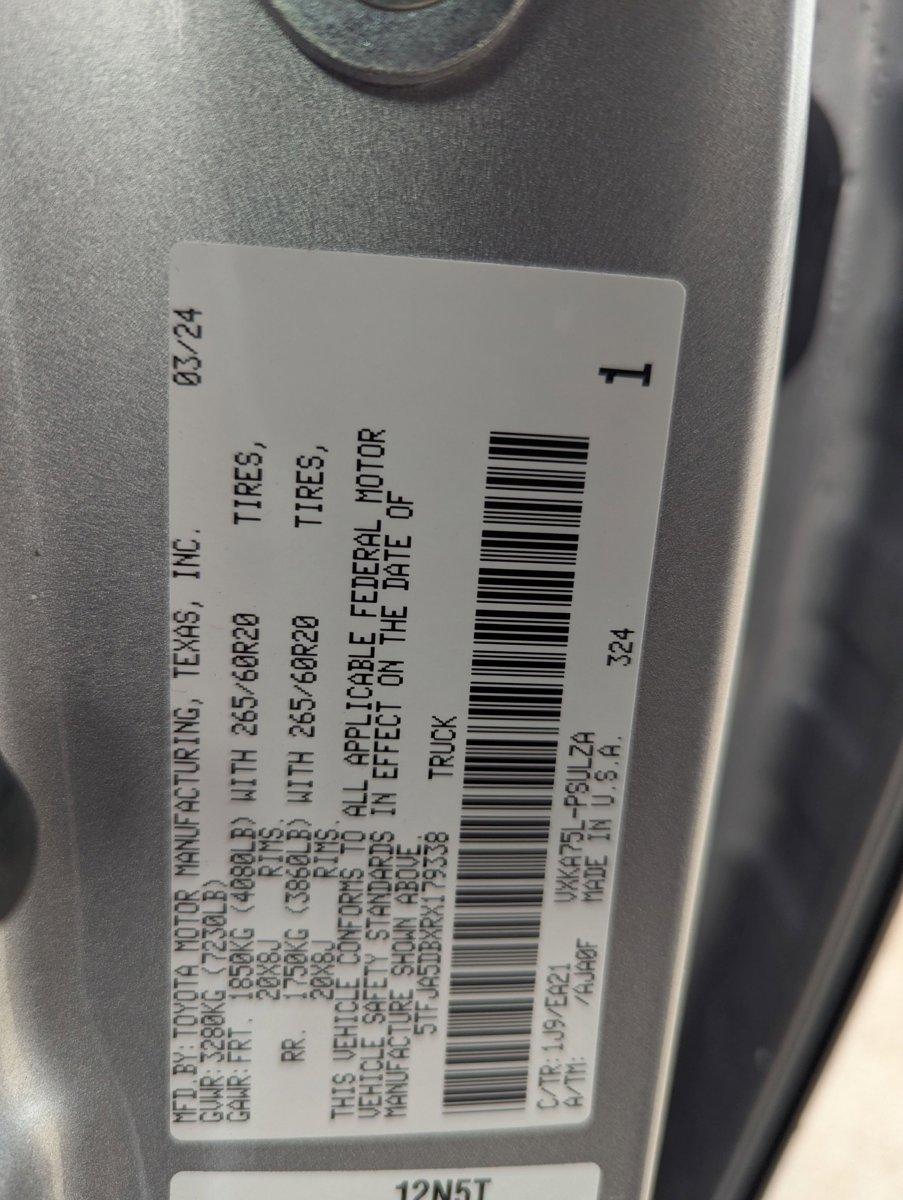 MFD.BY:TOYOTA MOTOR MANUFACTURING, TEXAS, INC. 03/24
GVWR:3280KG (7230LB)
GAWR:FRT. 1850KG (4080LB) WITH 265/60R20 TIRES,
20X8J RIMS,
RR. 1750KG (3860LB) WITH 265/60R20 TIRES,
20X8J RIMS.
THIS VEHICLE CONFORMS TO ALL APPLICABLE FEDERAL MOTOR
VEHICLE SAFETY STANDARDS IN EFFECT ON THE DATE OF
MANUFACTURE SHOWN ABOVE.
5TFJA5DBXRX179338 TRUCK
C/TR:1J9/EA21 VXKA75L-PSULZA
A/TM: /AJA0F MADE IN U.S.A. 324
1
12N5T